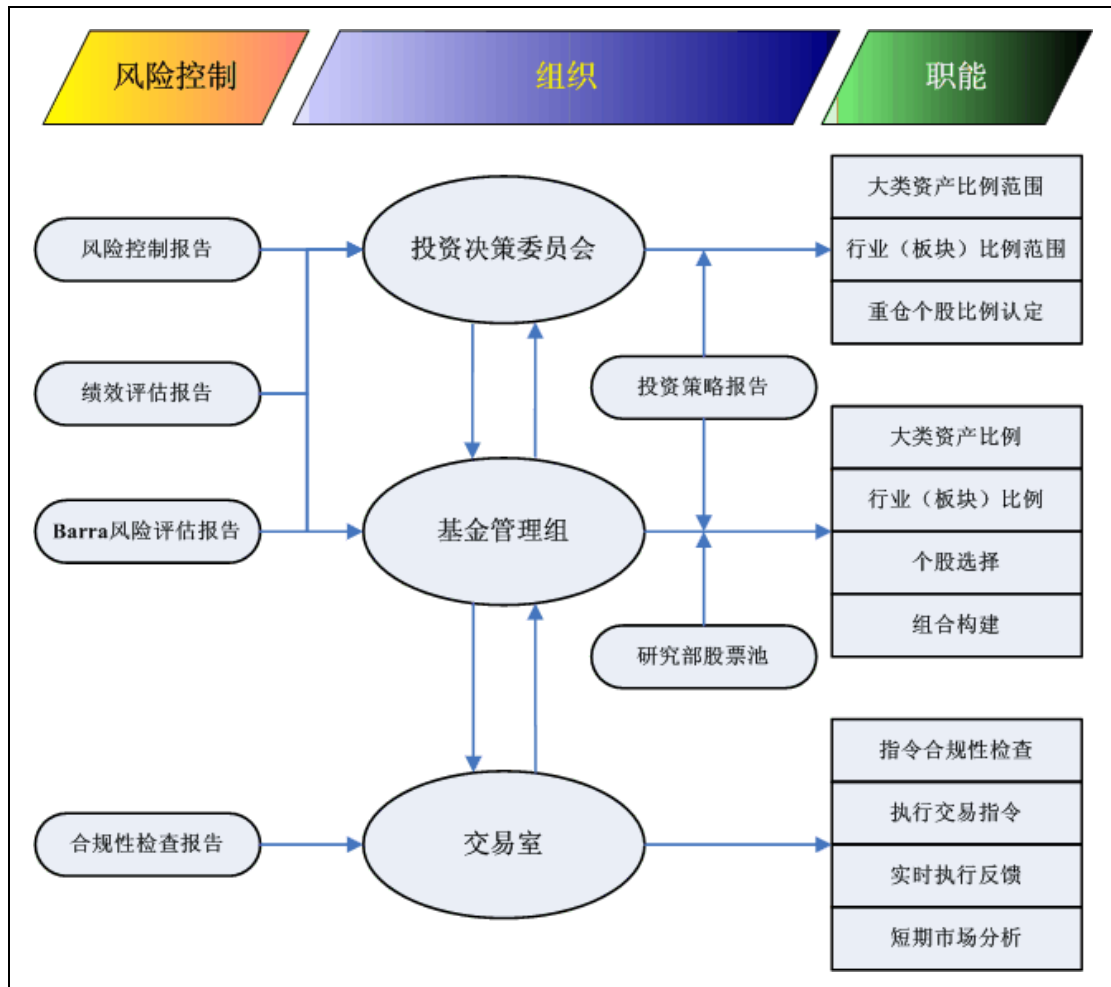 风险控制
组织
职能
风险控制报告
绩效评估报告
Barra风险评估报告
合规性检查报告
投资决策委员会
基金管理组
交易室
投资策略报告
研究部股票池
大类资产比例范围
行业（板块）比例范围
重仓个股比例认定
大类资产比例
行业（板块）比例
个股选择
组合构建
指令合规性检查
执行交易指令
实时执行反馈
短期市场分析